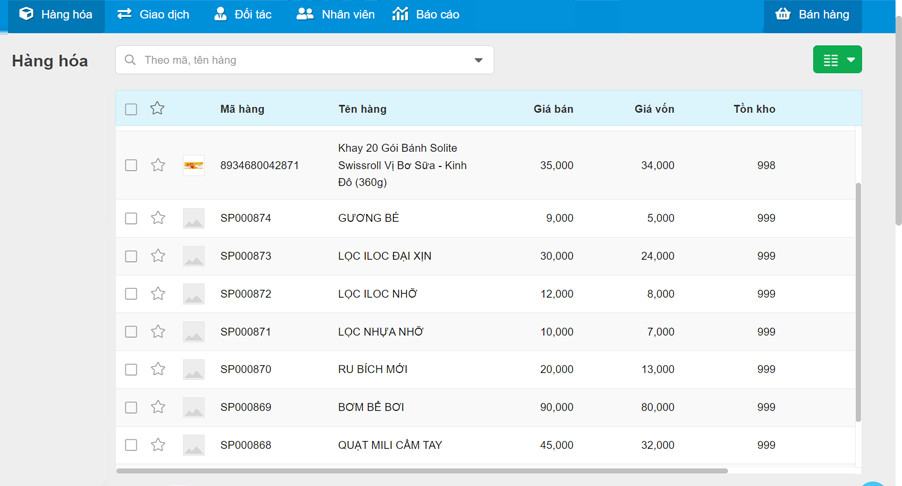 Hàng hóa Giao dịch Đối tác Nhân viên Báo cáo Bán hàng
Hàng hóa
Theo mã, tên hàng
Mã hàng Tên hàng Giá bán Giá vốn Tồn kho
8934680042871 Khay 20 Gói Bánh Solite 35,000 34,000 998
Swissroll Vị Bơ Sữa - Kinh
Đô (360g)
SP000874 GƯƠNG BÉ 9,000 5,000 999
SP000873 LỌC ILOC ĐẠI XỊN 30,000 24,000 999
SP000872 LỌC ILOC NHỠ 12,000 8,000 999
SP000871 LỌC NHỰA NHỠ 10,000 7,000 999
SP000870 RU BÍCH MỚI 20,000 13,000 999
SP000869 BƠM BỂ BƠI 90,000 80,000 999
SP000868 QUẠT MILI CẦM TAY 45,000 32,000 999